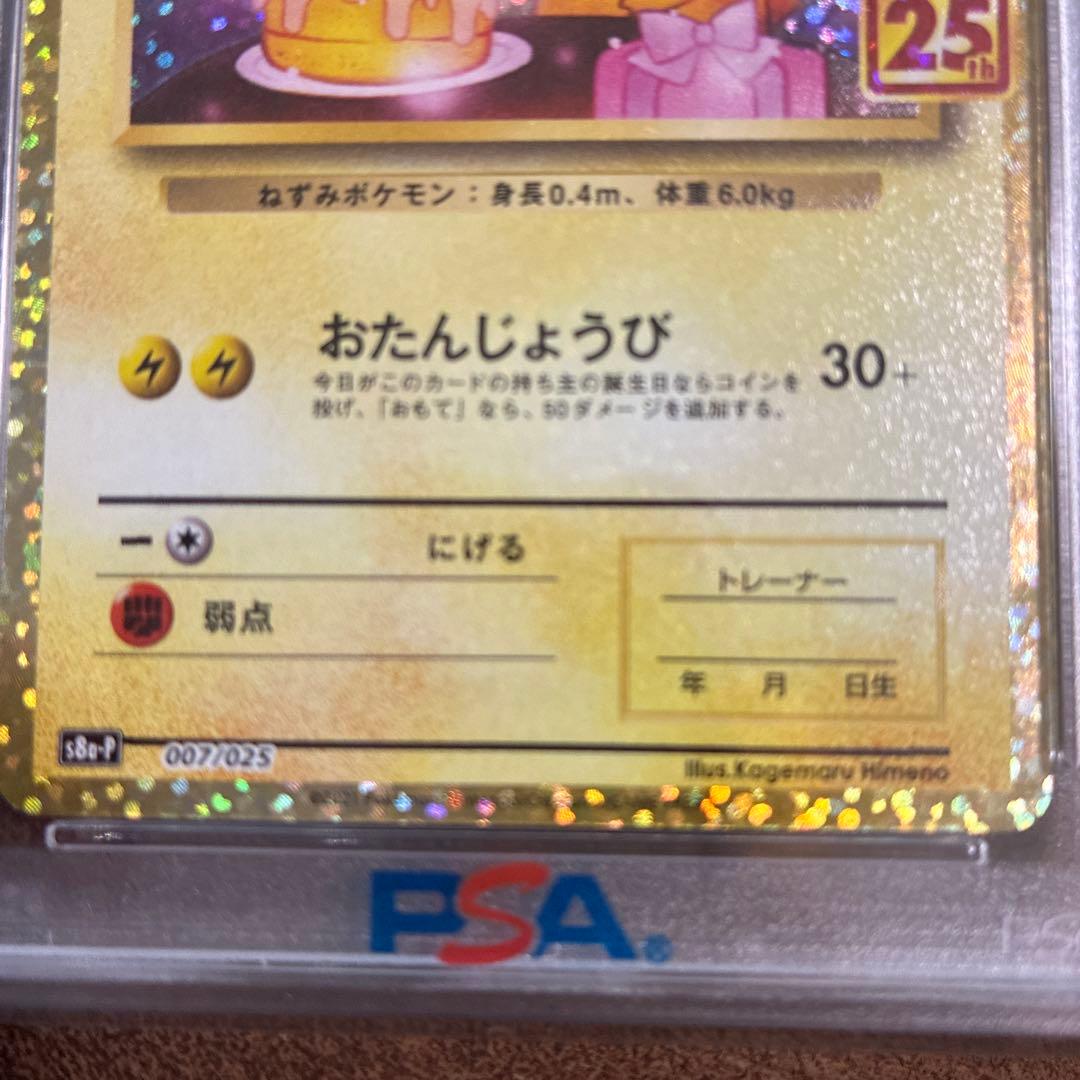 25th
ねずみポケモン：身長0.4m、体重6.0kg
おたんじょうび
30+
今日がこのカードの持ち主の誕生日ならコインを
投げ、「おもて」なら、50ダメージを追加する。
にげる
弱点
トレーナー
年 月 日生
s8a-P 007/025
Illus.Kagemaru Himeno
PSA®